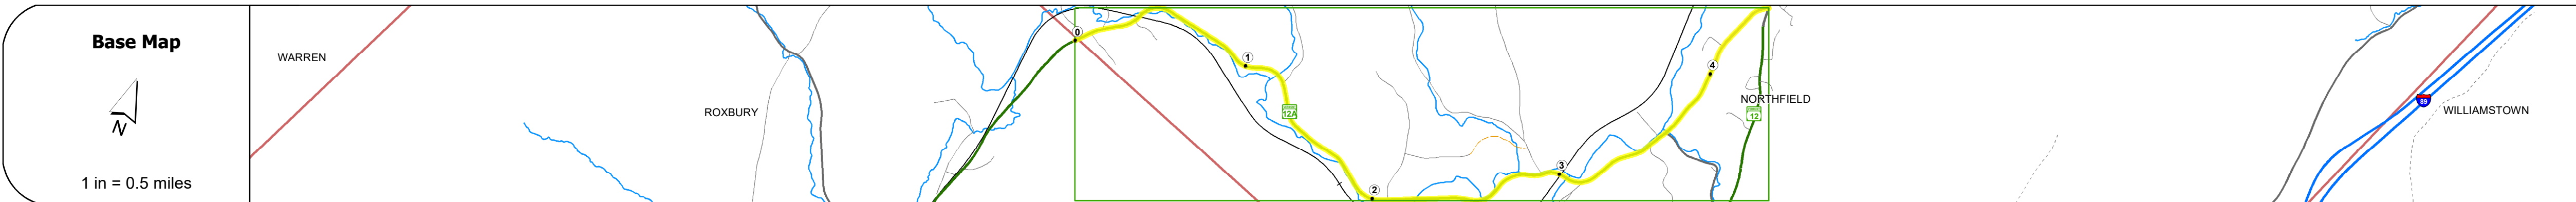 Base Map
N
1 in = 0.5 miles
WARREN
ROXBURY
0
1
12A
2
3
4
NORTHFIELD
12
89
WILLIAMSTOWN